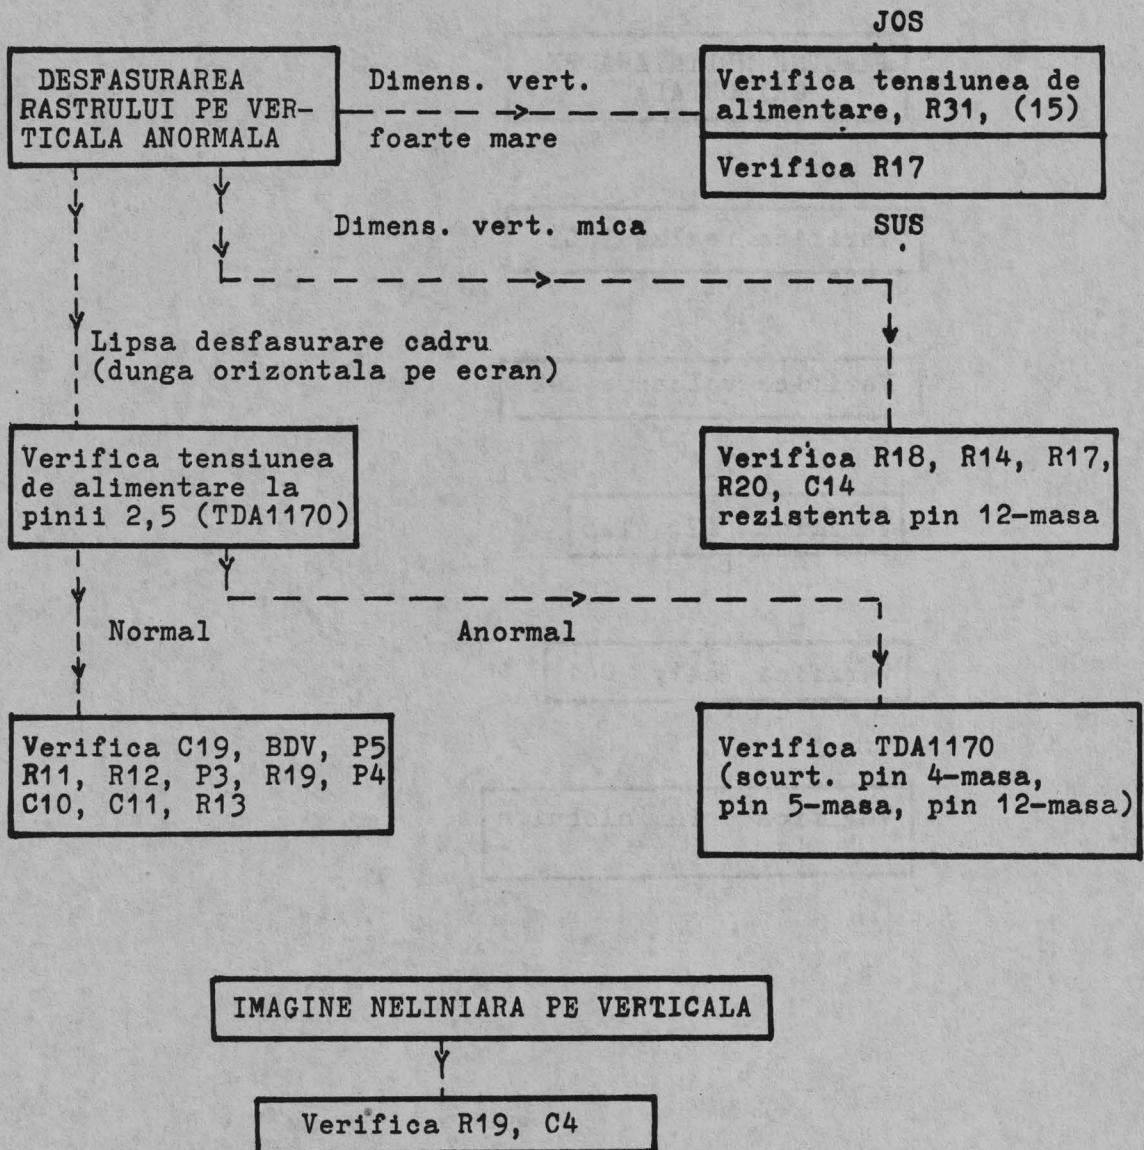 JOS
DESFASURAREA
RASTRULUI PE VER-
TICALA ANORMALA
Dimens. vert.
foarte mare
Verifica tensiunea de
alimentare, R31, (15)
Verifica R17
SUS
Dimens. vert. mica
Lipsa desfasurare cadru
(dunga orizontala pe ecran)
Verifica tensiunea
de alimentare la
pinii 2,5 (TDA1170)
Verifica R18, R14, R17,
R20, C14
rezistenta pin 12-masa
Normal
Anormal
Verifica C19, BDV, P5
R11, R12, P3, R19, P4
C10, C11, R13
Verifica TDA1170
(scurt. pin 4-masa,
pin 5-masa, pin 12-masa)
IMAGINE NELINIARA PE VERTICALA
Verifica R19, C4